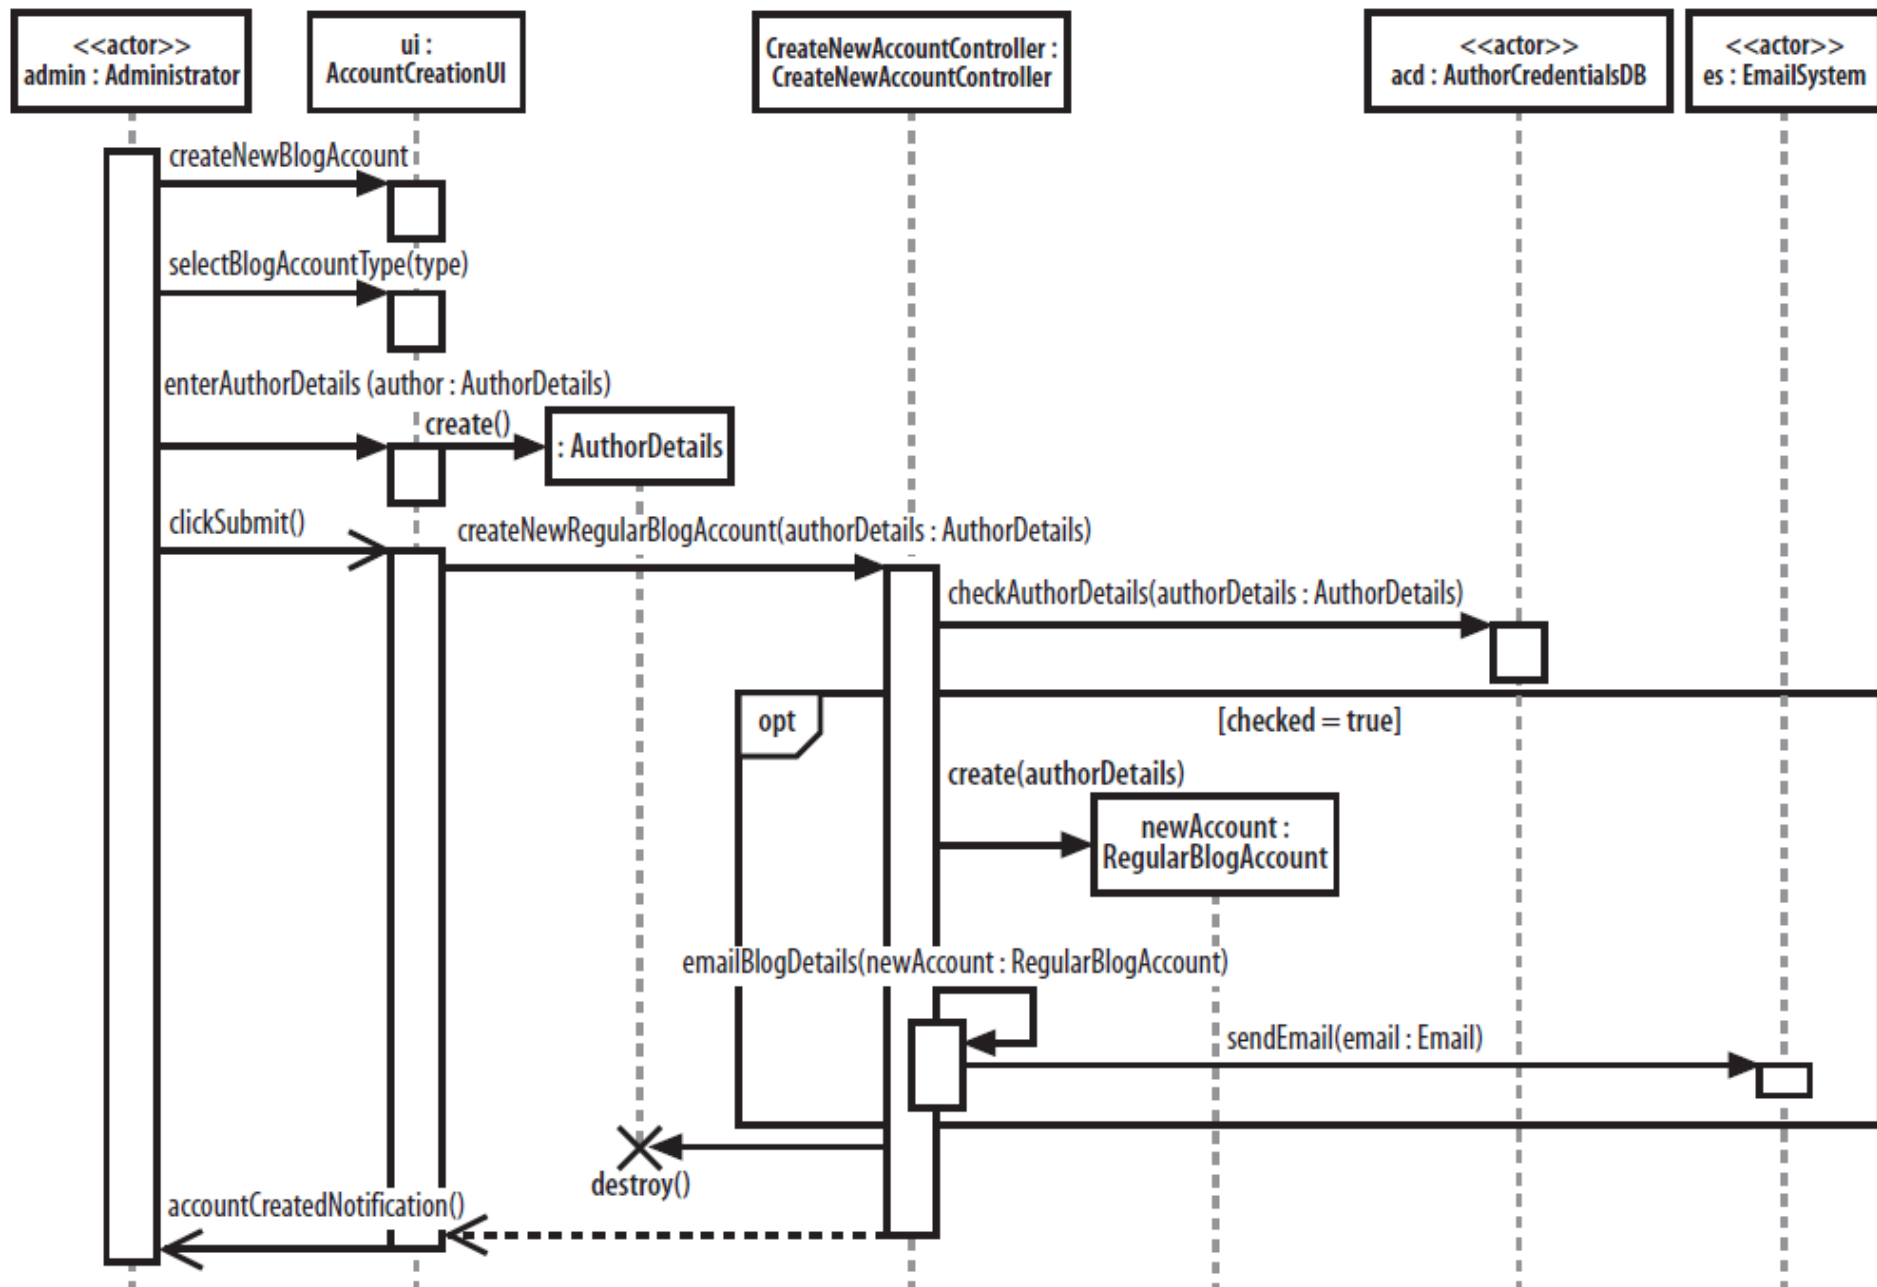 <<actor>>
admin : Administrator
ui :
AccountCreationUI
CreateNewAccountController :
CreateNewAccountController
<<actor>>
acd : AuthorCredentialsDB
<<actor>>
es : EmailSystem
createNewBlogAccount
selectBlogAccountType(type)
enterAuthorDetails (author : AuthorDetails)
create()
: AuthorDetails
clickSubmit()
createNewRegularBlogAccount(authorDetails : AuthorDetails)
checkAuthorDetails(authorDetails : AuthorDetails)
opt
[checked = true]
create(authorDetails)
newAccount :
RegularBlogAccount
emailBlogDetails(newAccount : RegularBlogAccount)
sendEmail(email : Email)
destroy()
accountCreatedNotification()